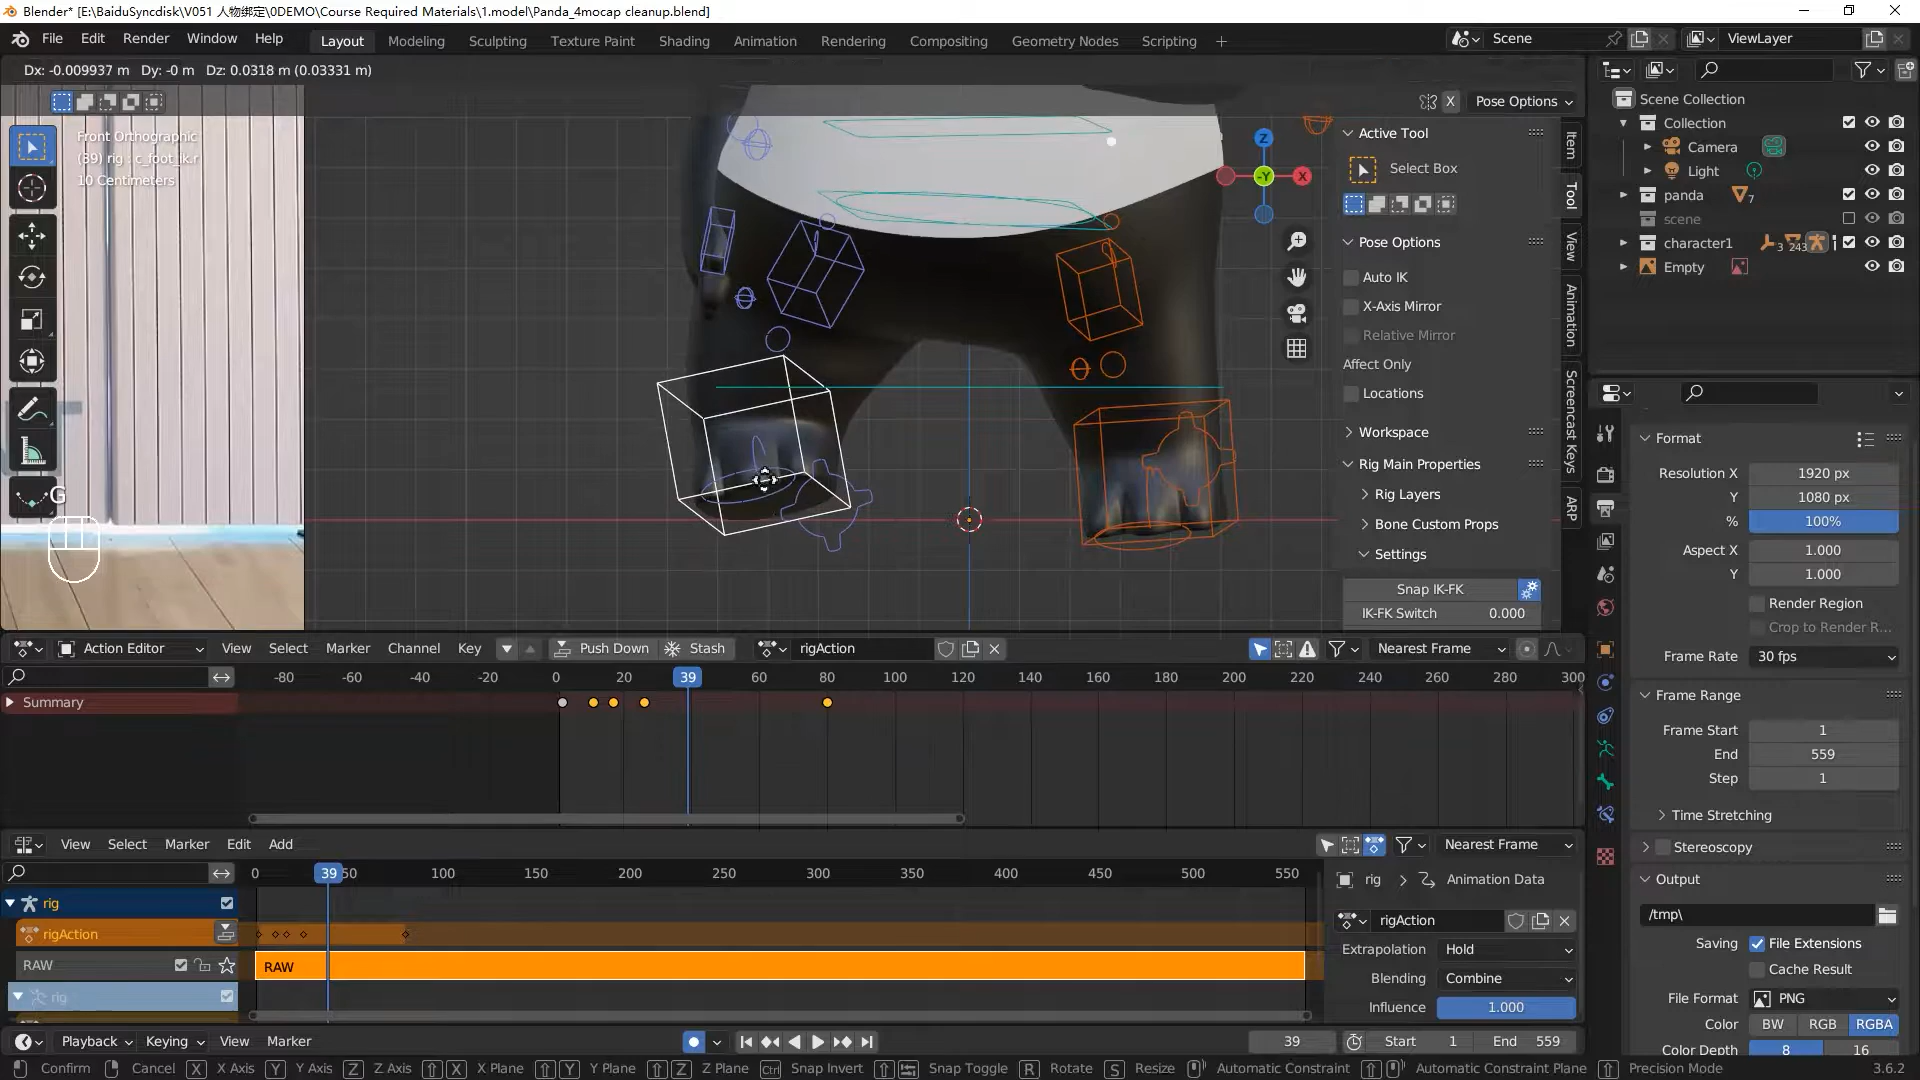 Blender* [E:\BaiduSyncdisk\V051 人物绑定\0DEMO\Course Required Materials\1.model\Panda_4mocap cleanup.blend]
File Edit Render Window Help
Layout Modeling Sculpting Texture Paint Shading Animation Rendering Compositing Geometry Nodes Scripting +
Scene
ViewLayer
Dx: -0.009937 m Dy: -0 m Dz: 0.0318 m (0.03331 m)
X
Pose Options
Front Orthographic
(39) rig : c_foot_ik.r
10 Centimeters
G
Z
-Y
X
Active Tool
Select Box
Pose Options
Auto IK
X-Axis Mirror
Relative Mirror
Affect Only
Locations
Workspace
Rig Main Properties
Rig Layers
Bone Custom Props
Settings
Snap IK-FK
IK-FK Switch 0.000
Item
Tool
View
Animation
Screencast Keys
ARP
Scene Collection
Collection
Camera
Light
panda 7
scene
character1 3 243
Empty
Format
Resolution X 1920 px
Y 1080 px
% 100%
Aspect X 1.000
Y 1.000
Render Region
Crop to Render R...
Frame Rate 30 fps
Frame Range
Frame Start 1
End 559
Step 1
Time Stretching
Stereoscopy
Output
/tmp\
Saving File Extensions
Cache Result
File Format PNG
Color BW RGB RGBA
Color Depth 8 16
Action Editor View Select Marker Channel Key Push Down Stash rigAction Nearest Frame
-80 -60 -40 -20 0 20 39 60 80 100 120 140 160 180 200 220 240 260 280 300
Summary
View Select Marker Edit Add Nearest Frame
0 39 50 100 150 200 250 300 350 400 450 500 550
rig
rigAction
RAW
RAW
rig
rig Animation Data
rigAction
Extrapolation Hold
Blending Combine
Influence 1.000
Playback Keying View Marker 39 Start 1 End 559
Confirm Cancel X X Axis Y Y Axis Z Z Axis X X Plane Y Y Plane Z Z Plane Ctrl Snap Invert Snap Toggle R Rotate S Resize Automatic Constraint Automatic Constraint Plane Precision Mode 3.6.2